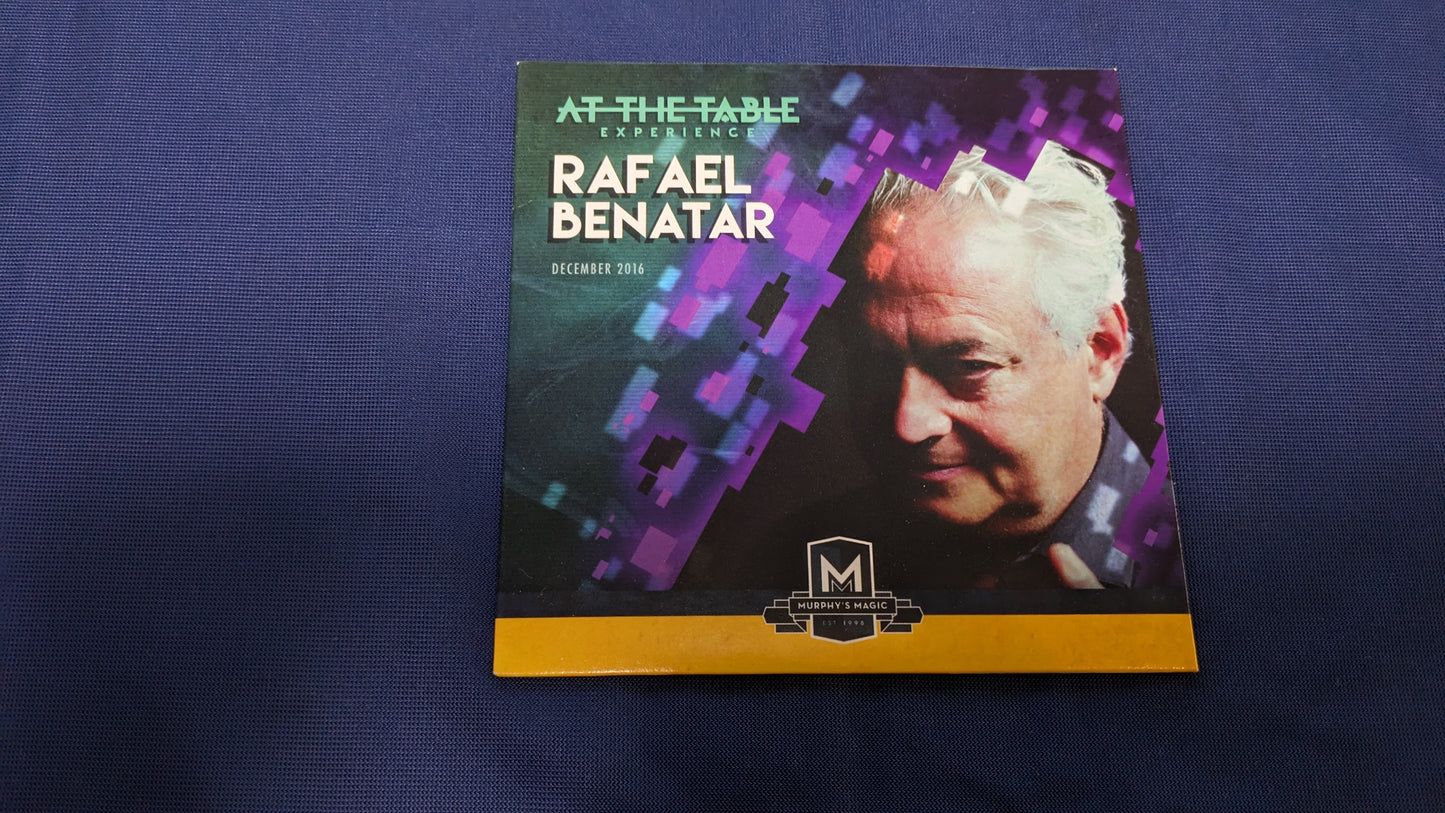 AT THE TABLE
EXPERIENCE
RAFAEL
BENATAR
DECEMBER 2016
M
MURPHY'S MAGIC
EST 1996